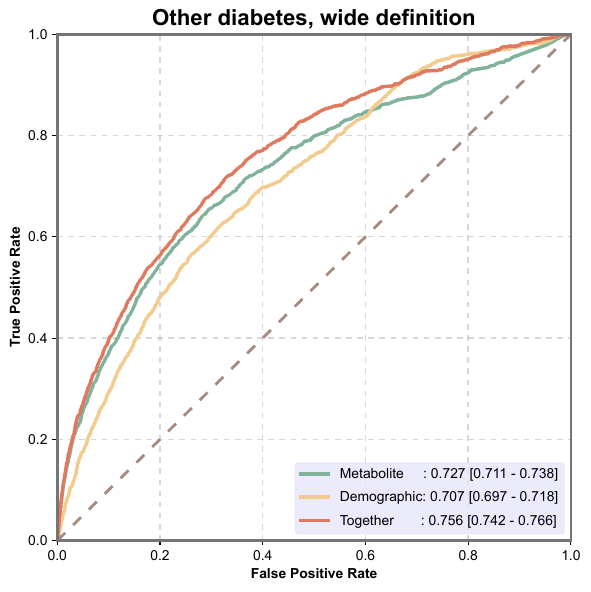 Other diabetes, wide definition
True Positive Rate
1.0
0.8
0.6
0.4
0.2
0.0
Metabolite : 0.727 [0.711 - 0.738]
Demographic: 0.707 [0.697 - 0.718]
Together : 0.756 [0.742 - 0.766]
0.0 0.2 0.4 0.6 0.8 1.0
False Positive Rate